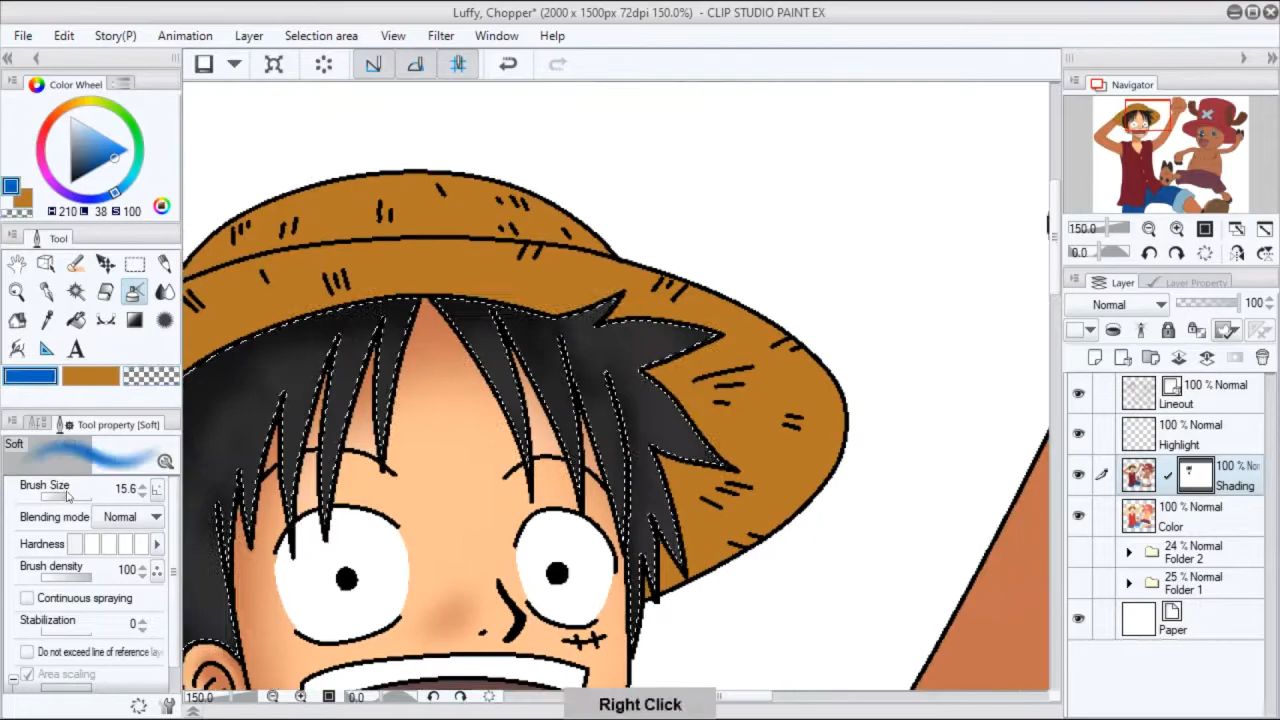 Luffy, Chopper* (2000 x 1500px 72dpi 150.0%) - CLIP STUDIO PAINT EX
File Edit Story(P) Animation Layer Selection area View Filter Window Help
Color Wheel
H 210 L 38 S 100
Tool
A
Tool property [Soft]
Soft
Brush Size 15.6
Blending mode Normal
Hardness
Brush density 100
Continuous spraying
Stabilization 0
Do not exceed line of reference
Area scaling
150.0 0.0
Right Click
Navigator
150.0
0.0
Layer Layer Property
Normal 100
100 % Normal
Lineout
100 % Normal
Highlight
100 %
Shading
100 % Normal
Color
24 % Normal
Folder 2
25 % Normal
Folder 1
Paper